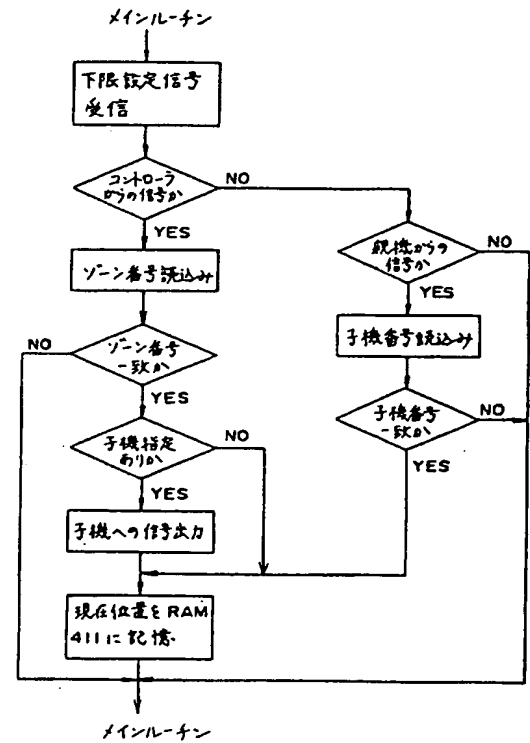 メインルーチン
下限設定信号
受信
コントローラ
からの信号か
NO
YES
ゾーン番号読込み
親機からの
信号か
NO
YES
子機番号読込み
NO
ゾーン番号
一致か
YES
子機番号
一致か
NO
YES
子機指定
ありか
NO
YES
子機への信号出力
現在位置をRAM
411に記憶
メインルーチン